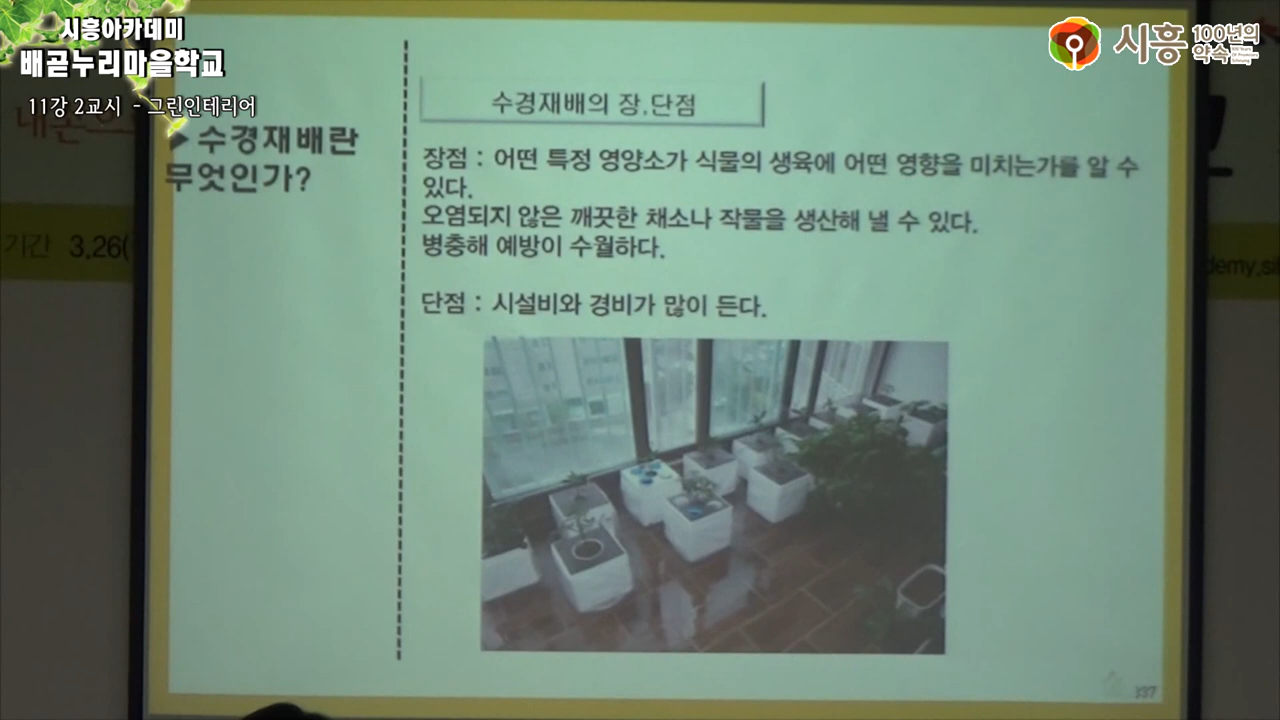 시흥아카데미
배곧누리마을학교
11강 2교시 - 그린인테리어
시흥 100년의 약속
기간 3.26(
▶수경재배란
무엇인가?
수경재배의 장,단점
장점 : 어떤 특정 영양소가 식물의 생육에 어떤 영향을 미치는가를 알 수
있다.
오염되지 않은 깨끗한 채소나 작물을 생산해 낼 수 있다.
병충해 예방이 수월하다.
단점 : 시설비와 경비가 많이 든다.
337